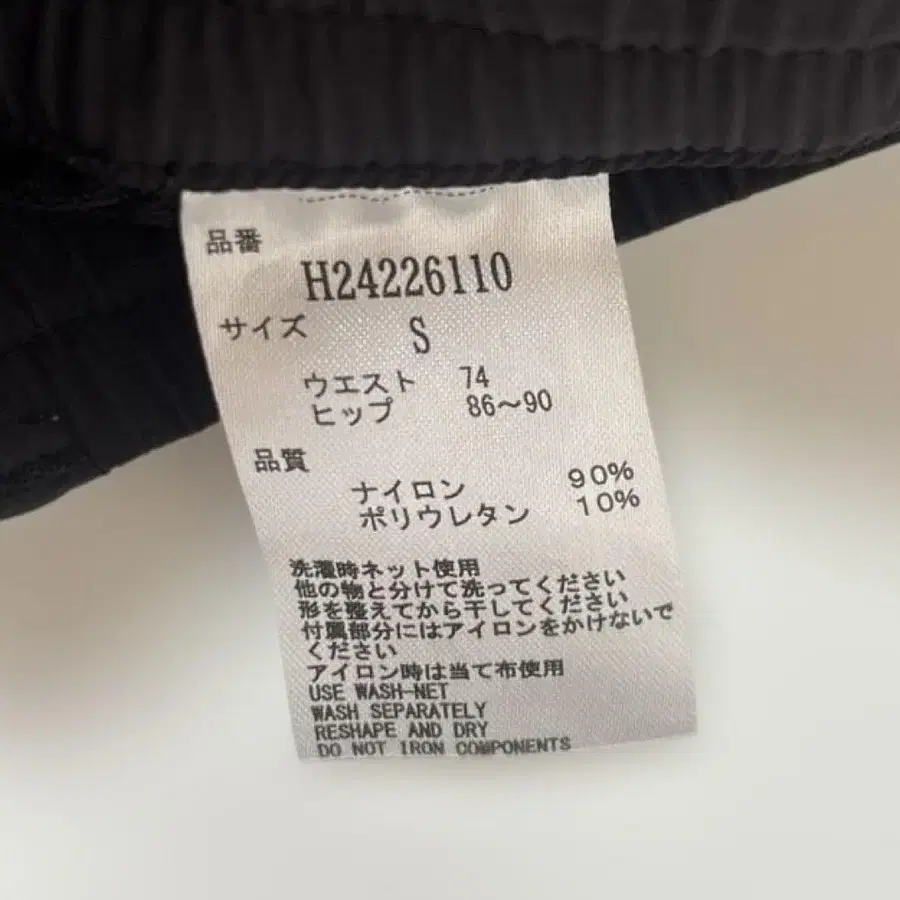 品番
H24226110
サイズ S
ウエスト 74
ヒップ 86〜90
品質
ナイロン 90%
ポリウレタン 10%
洗濯時ネット使用
他の物と分けて洗ってください
形を整えてから干してください
付属部分にはアイロンをかけないで
ください
アイロン時は当て布使用
USE WASH-NET
WASH SEPARATELY
RESHAPE AND DRY
DO NOT IRON COMPONENTS